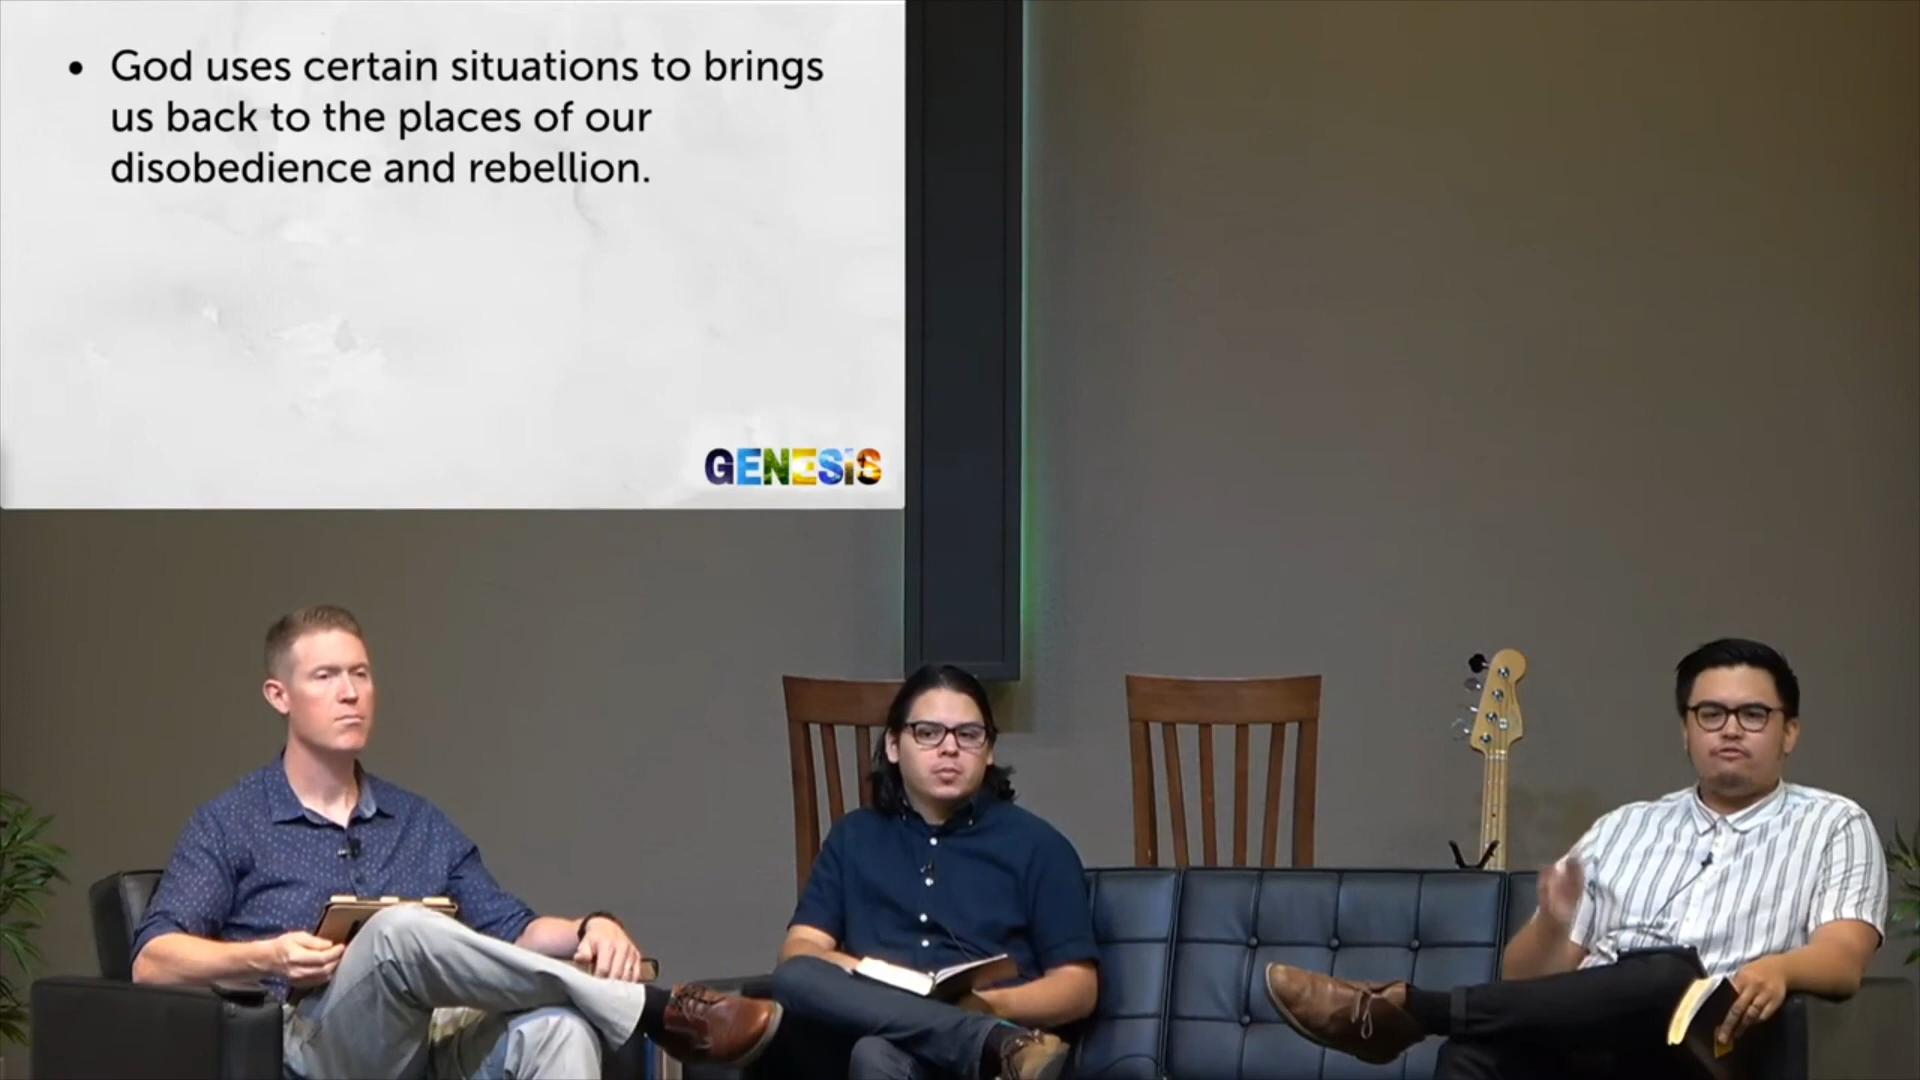 • God uses certain situations to brings
us back to the places of our
disobedience and rebellion.
GENESiS